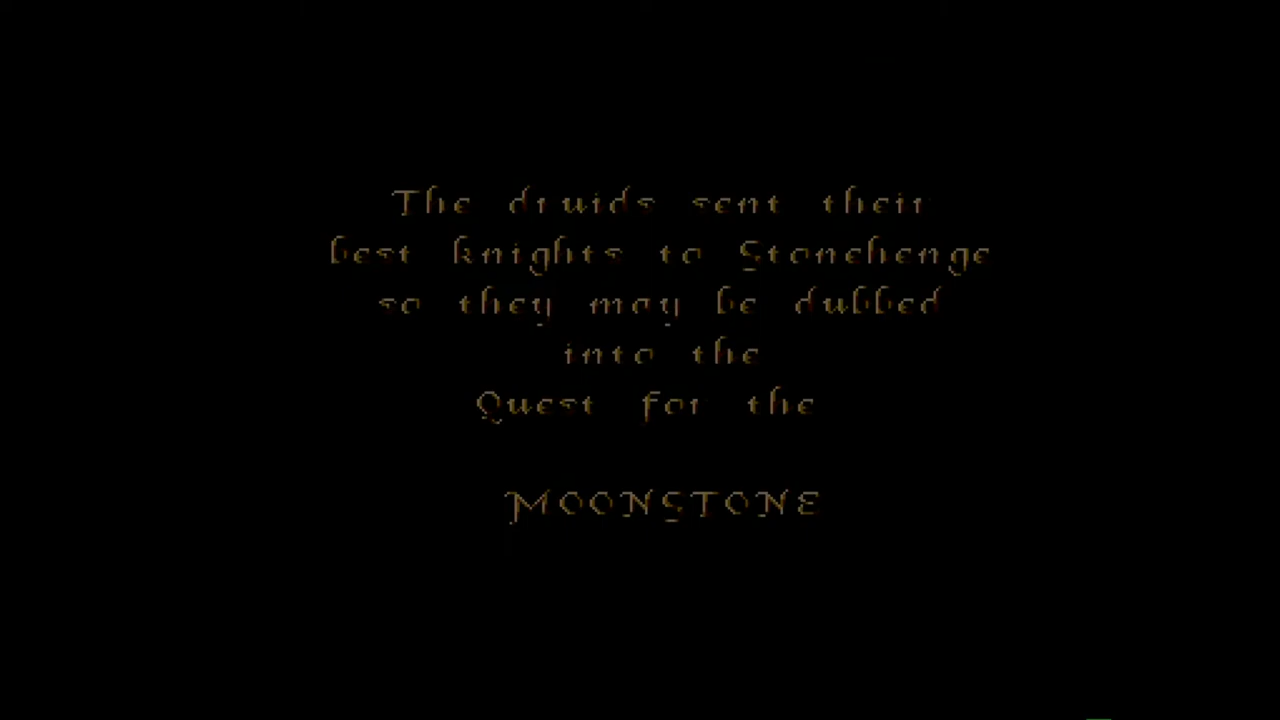 The druids sent their
best knights to Stonehenge
so they may be dubbed
into the
Quest for the
MOONSTONE